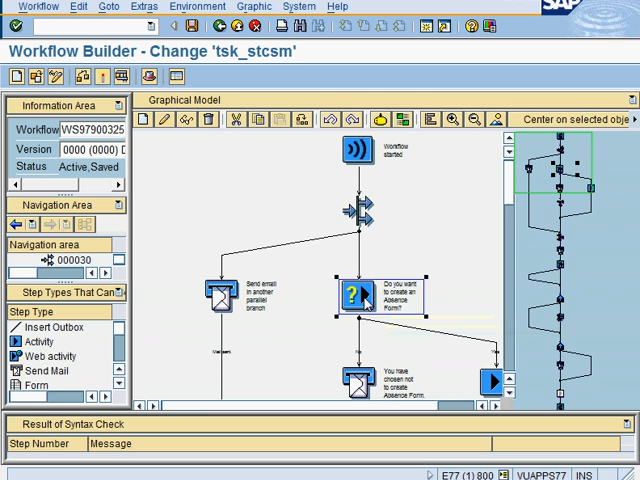 Workflow Edit Goto Extras Environment Graphic System Help
SAP
Workflow Builder - Change 'tsk_stcsm'
Information Area
Workflow WS97900325
Version 0000 (0000) D
Status Active,Saved
Navigation Area
Navigation area
000030
Step Types That Can
Step Type
Insert Outbox
Activity
Web activity
Send Mail
Form
Graphical Model
Center on selected obje
Workflow
started
Send email
in another
parallel
branch
Do you want
to create an
Absence
Form?
Mail sent
No
Yes
You have
chosen not
to create
Absence Form.
Result of Syntax Check
Step Number Message
E77 (1) 800 VUAPPS77 INS